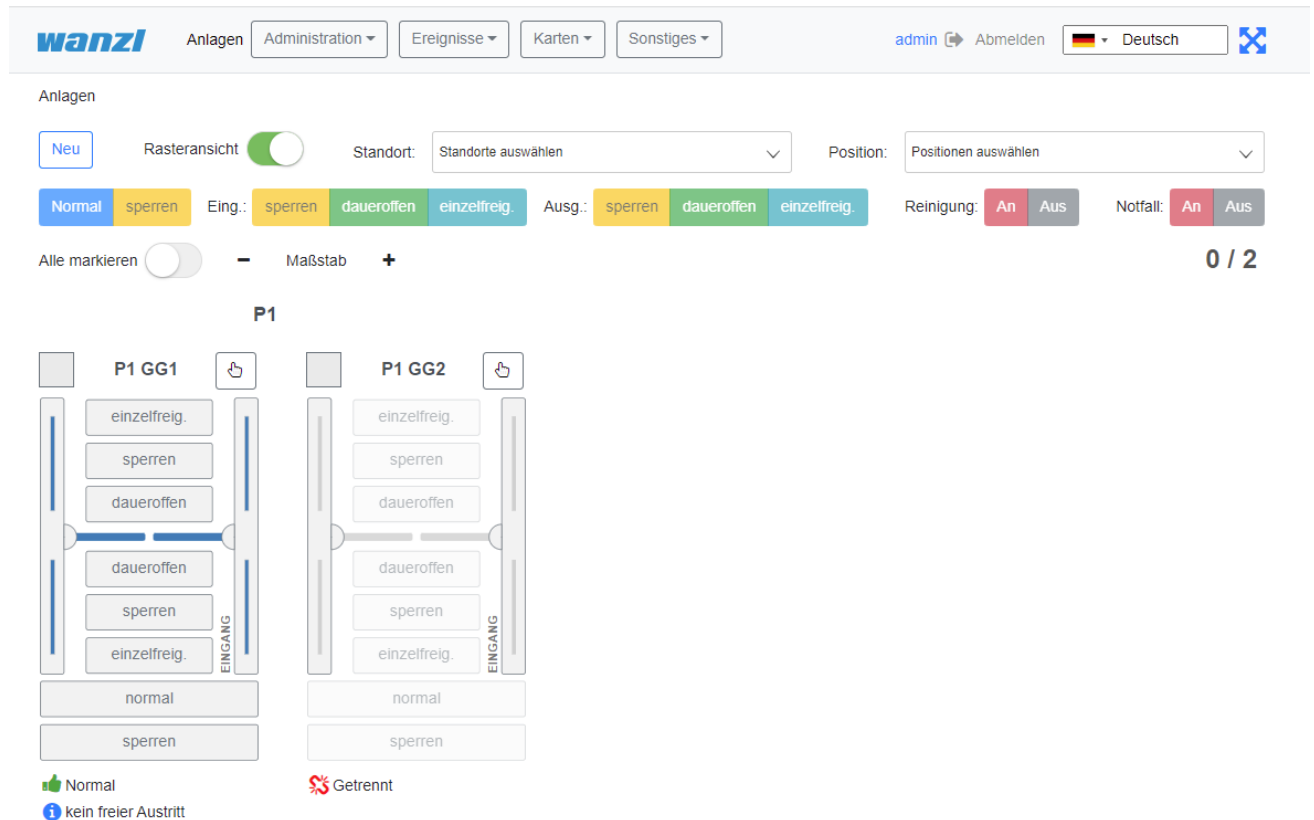 wanzl Anlagen Administration Ereignisse Karten Sonstiges admin Abmelden Deutsch
Anlagen
Neu Rasteransicht Standort: Standorte auswählen Position: Positionen auswählen
Normal sperren Eing.: sperren daueroffen einzelfreig. Ausg.: sperren daueroffen einzelfreig. Reinigung: An Aus Notfall: An Aus
Alle markieren - Maßstab + 0 / 2
P1
P1 GG1
einzelfreig.
sperren
daueroffen
daueroffen
sperren
einzelfreig.
EINGANG
normal
sperren
Normal
kein freier Austritt
P1 GG2
einzelfreig.
sperren
daueroffen
daueroffen
sperren
einzelfreig.
EINGANG
normal
sperren
Getrennt